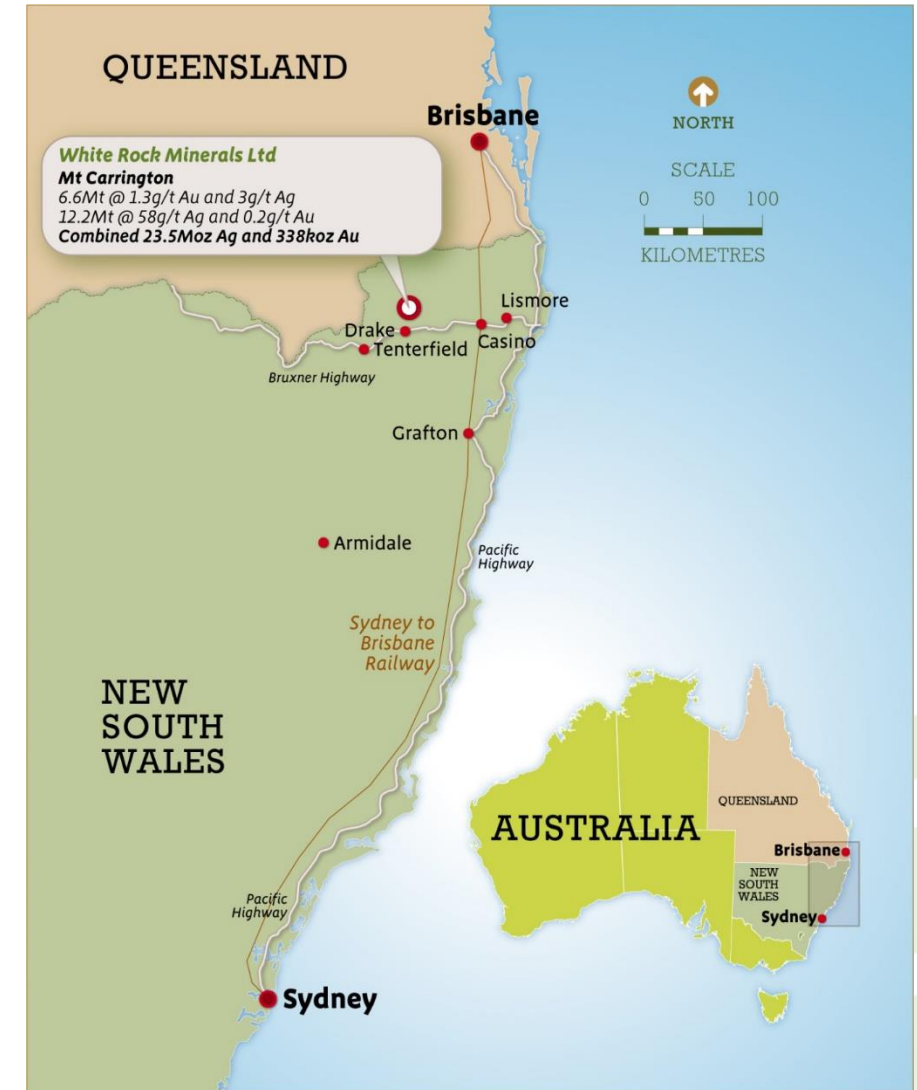 QUEENSLAND
Brisbane
NORTH
SCALE
0 50 100
KILOMETRES
White Rock Minerals Ltd
Mt Carrington
6.6Mt @ 1.3g/t Au and 3g/t Ag
12.2Mt @ 58g/t Ag and 0.2g/t Au
Combined 23.5Moz Ag and 338koz Au
Lismore
Drake
Casino
Tenterfield
Bruxner Highway
Grafton
Armidale
Pacific
Highway
Sydney to
Brisbane
Railway
NEW
SOUTH
WALES
Pacific
Highway
Sydney
AUSTRALIA
QUEENSLAND
Brisbane
NEW
SOUTH
WALES
Sydney